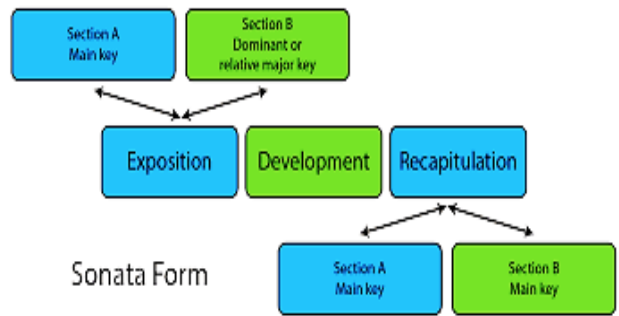 Section A
Main key
Section B
Dominant or
relative major key
Exposition
Development
Recapitulation
Sonata Form
Section A
Main key
Section B
Main key